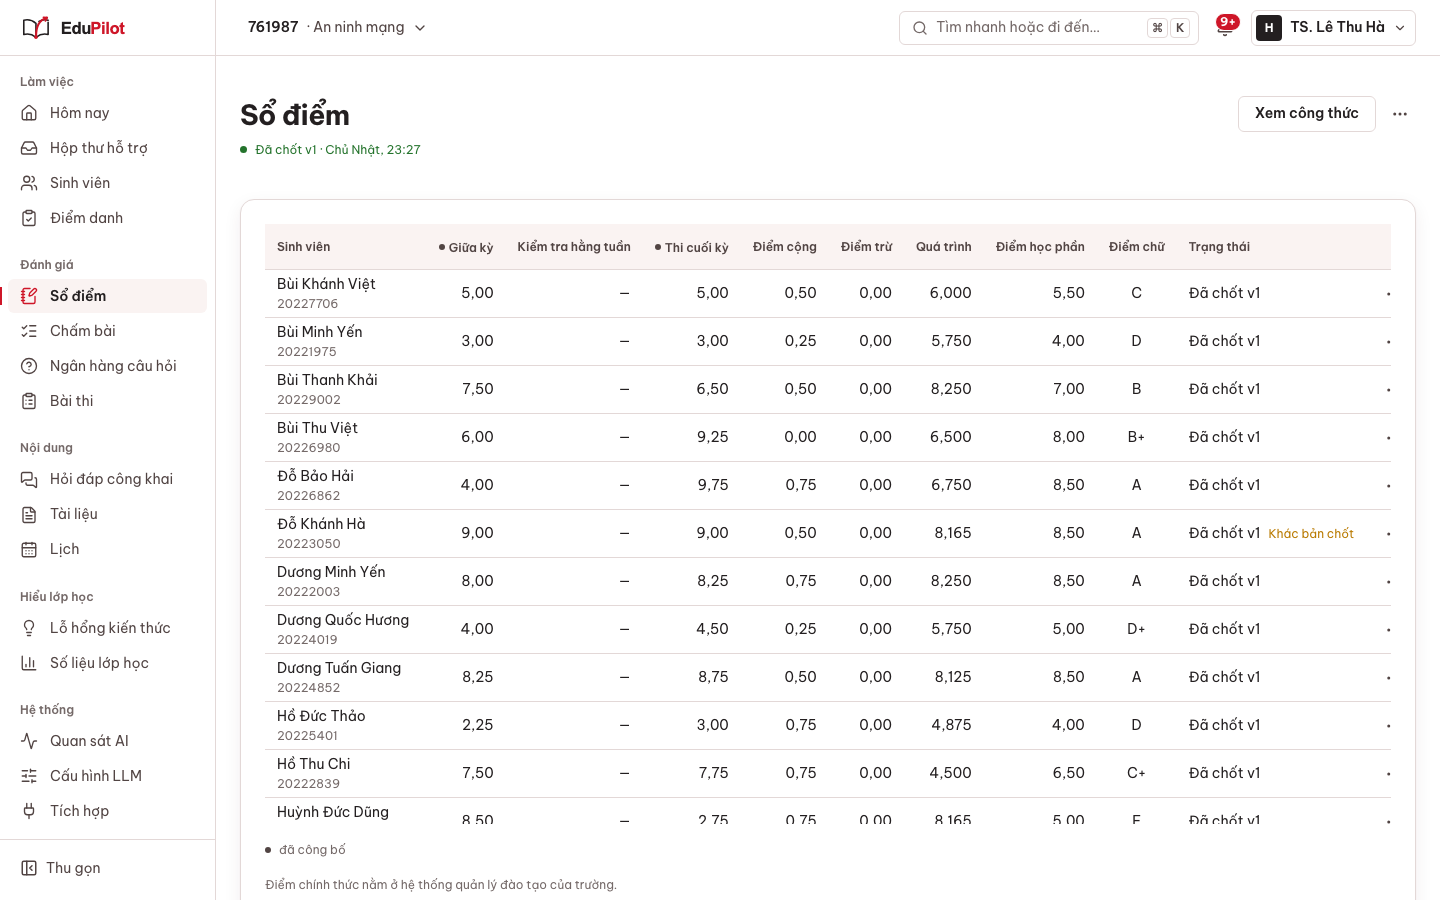 EduPilot
761987 · An ninh mạng
Tìm nhanh hoặc đi đến...
⌘ K
9+
H TS. Lê Thu Hà
Làm việc
Hôm nay
Hộp thư hỗ trợ
Sinh viên
Điểm danh
Đánh giá
Sổ điểm
Chấm bài
Ngân hàng câu hỏi
Bài thi
Nội dung
Hỏi đáp công khai
Tài liệu
Lịch
Hiểu lớp học
Lỗ hổng kiến thức
Số liệu lớp học
Hệ thống
Quan sát AI
Cấu hình LLM
Tích hợp
Thu gọn
Sổ điểm
Đã chốt v1 · Chủ Nhật, 23:27
Xem công thức
Sinh viên Giữa kỳ Kiểm tra hằng tuần Thi cuối kỳ Điểm cộng Điểm trừ Quá trình Điểm học phần Điểm chữ Trạng thái
Bùi Khánh Việt
20227706
5,00 — 5,00 0,50 0,00 6,000 5,50 C Đã chốt v1
Bùi Minh Yến
20221975
3,00 — 3,00 0,25 0,00 5,750 4,00 D Đã chốt v1
Bùi Thanh Khải
20229002
7,50 — 6,50 0,50 0,00 8,250 7,00 B Đã chốt v1
Bùi Thu Việt
20226980
6,00 — 9,25 0,00 0,00 6,500 8,00 B+ Đã chốt v1
Đỗ Bảo Hải
20226862
4,00 — 9,75 0,75 0,00 6,750 8,50 A Đã chốt v1
Đỗ Khánh Hà
20223050
9,00 — 9,00 0,50 0,00 8,165 8,50 A Đã chốt v1 Khác bản chốt
Dương Minh Yến
20222003
8,00 — 8,25 0,75 0,00 8,250 8,50 A Đã chốt v1
Dương Quốc Hương
20224019
4,00 — 4,50 0,25 0,00 5,750 5,00 D+ Đã chốt v1
Dương Tuấn Giang
20224852
8,25 — 8,75 0,50 0,00 8,125 8,50 A Đã chốt v1
Hồ Đức Thảo
20225401
2,25 — 3,00 0,75 0,00 4,875 4,00 D Đã chốt v1
Hồ Thu Chi
20222839
7,50 — 7,75 0,75 0,00 4,500 6,50 C+ Đã chốt v1
Huỳnh Đức Dũng
8,50 — 2,75 0,75 0,00 8,165 5,00 Đã chốt v1
đã công bố
Điểm chính thức nằm ở hệ thống quản lý đào tạo của trường.